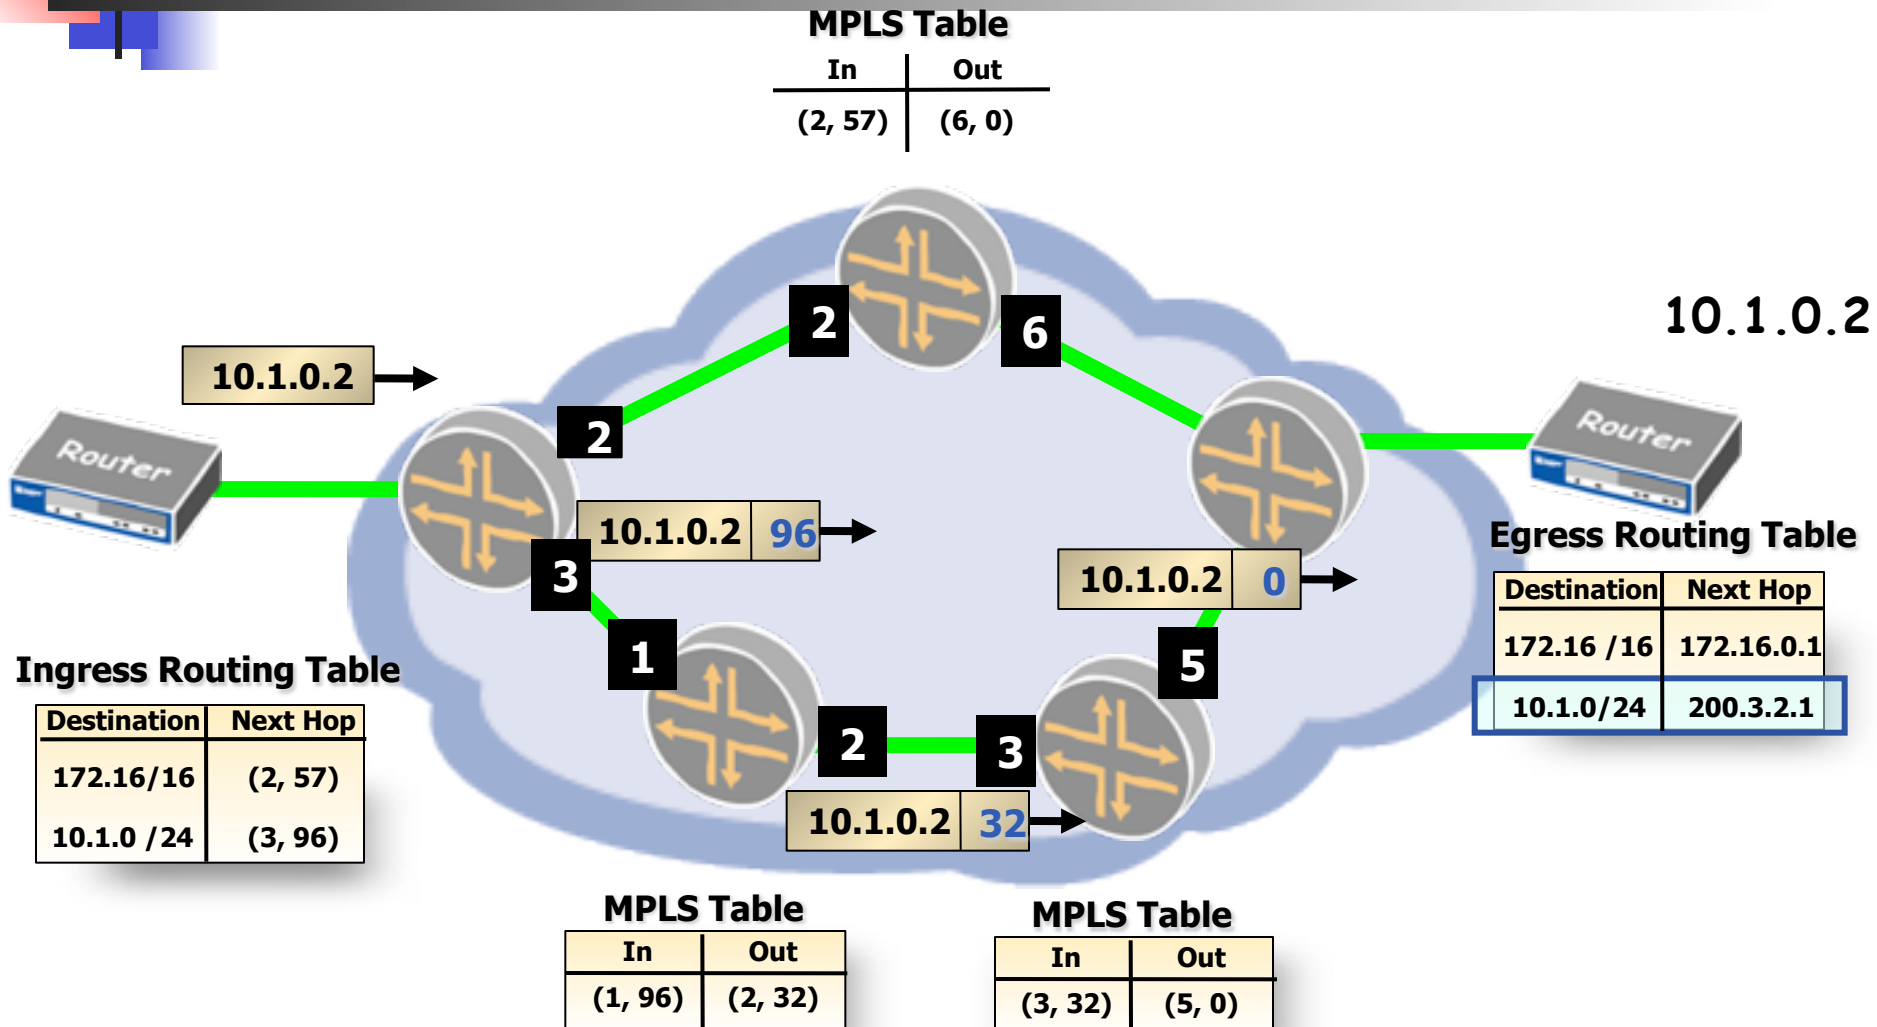 MPLS Table
In Out
(2, 57) (6, 0)
10.1.0.2
2
6
10.1.0.2
2
Router
Router
10.1.0.2 96
3
Egress Routing Table
Destination Next Hop
172.16 /16 172.16.0.1
10.1.0/24 200.3.2.1
10.1.0.2 0
1
5
Ingress Routing Table
Destination Next Hop
172.16/16 (2, 57)
10.1.0 /24 (3, 96)
2
3
10.1.0.2 32
MPLS Table
In Out
(1, 96) (2, 32)
MPLS Table
In Out
(3, 32) (5, 0)